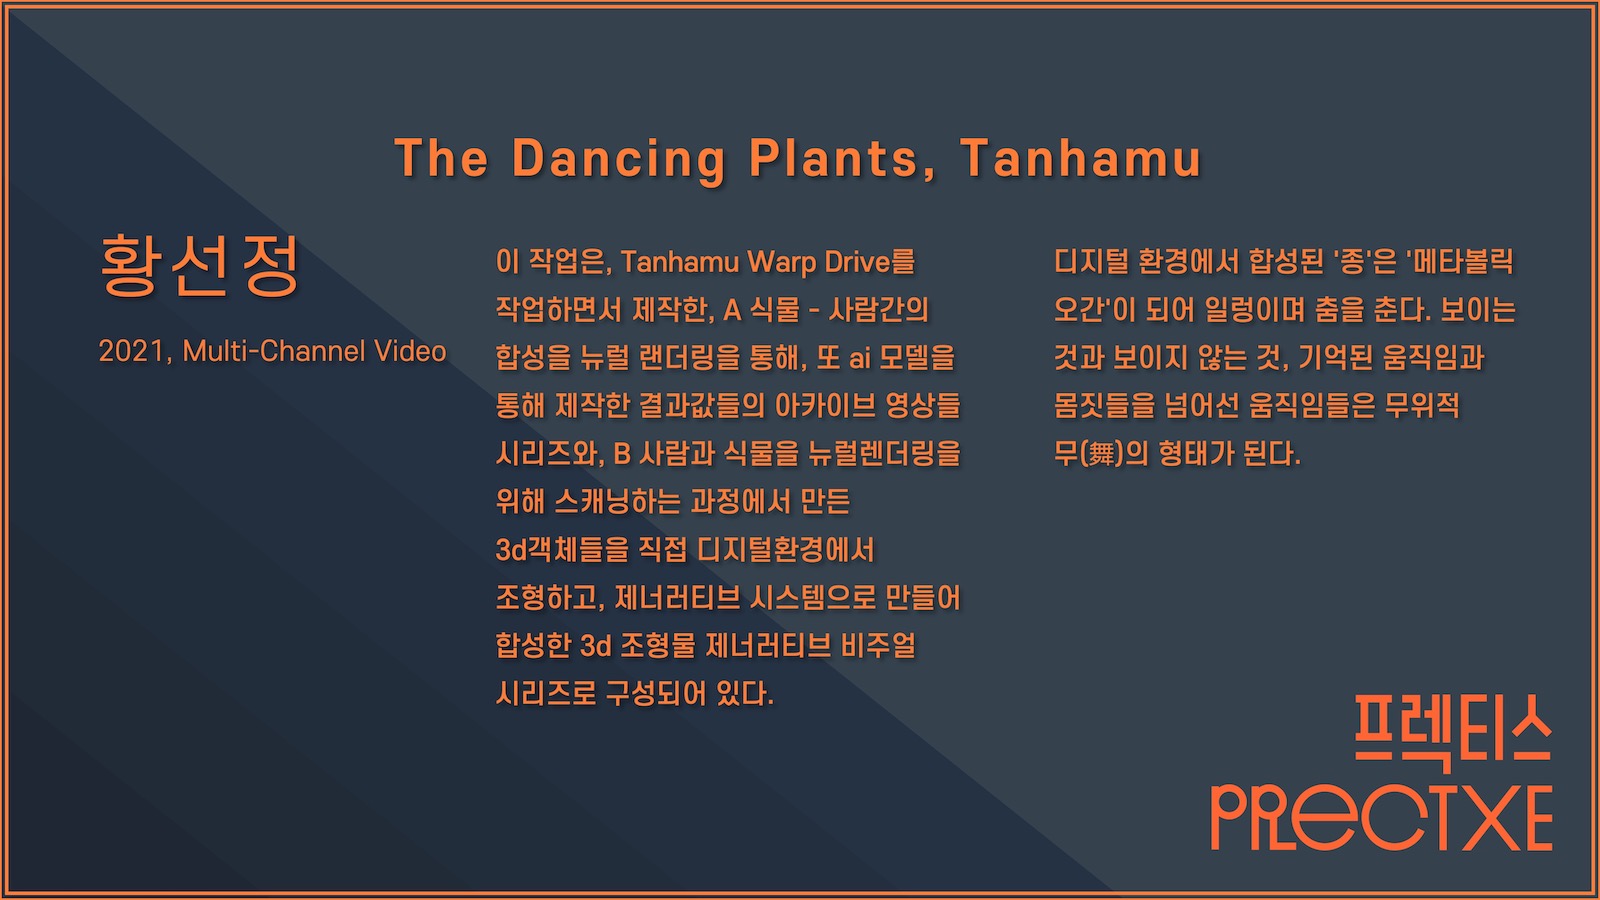 The Dancing Plants, Tanhamu
황선정
2021, Multi-Channel Video
이 작업은, Tanhamu Warp Drive를
작업하면서 제작한, A 식물 - 사람간의
합성을 뉴럴 랜더링을 통해, 또 ai 모델을
통해 제작한 결과값들의 아카이브 영상들
시리즈와, B 사람과 식물을 뉴럴렌더링을
위해 스캐닝하는 과정에서 만든
3d객체들을 직접 디지털환경에서
조형하고, 제너러티브 시스템으로 만들어
합성한 3d 조형물 제너러티브 비주얼
시리즈로 구성되어 있다.
디지털 환경에서 합성된 '종'은 '메타볼릭
오간'이 되어 일렁이며 춤을 춘다. 보이는
것과 보이지 않는 것, 기억된 움직임과
몸짓들을 넘어선 움직임들은 무위적
무(舞)의 형태가 된다.
프렉티스
PRECTXE